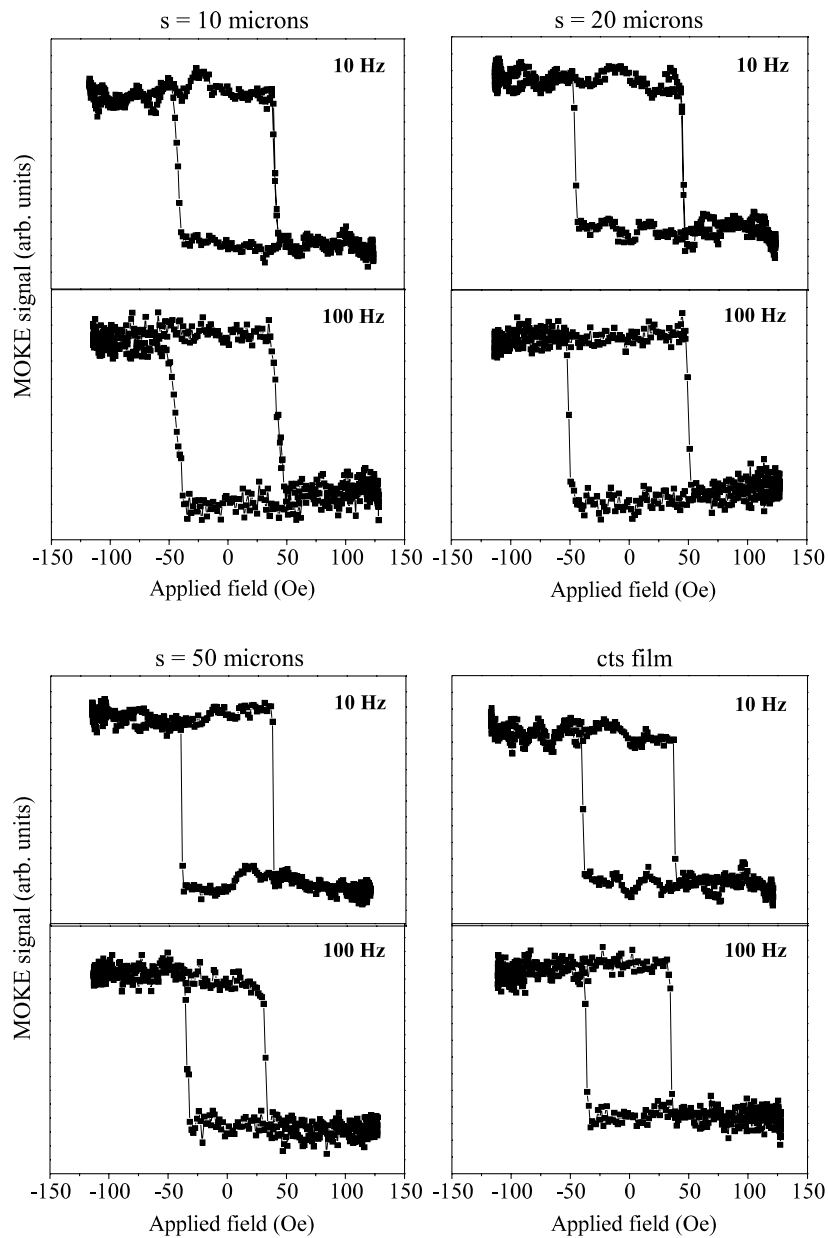 s = 10 microns
s = 20 microns
10 Hz
10 Hz
MOKE signal (arb. units)
100 Hz
100 Hz
-150 -100 -50 0 50 100 150
-150 -100 -50 0 50 100 150
Applied field (Oe)
Applied field (Oe)
s = 50 microns
cts film
10 Hz
10 Hz
MOKE signal (arb. units)
100 Hz
100 Hz
-150 -100 -50 0 50 100 150
-150 -100 -50 0 50 100 150
Applied field (Oe)
Applied field (Oe)